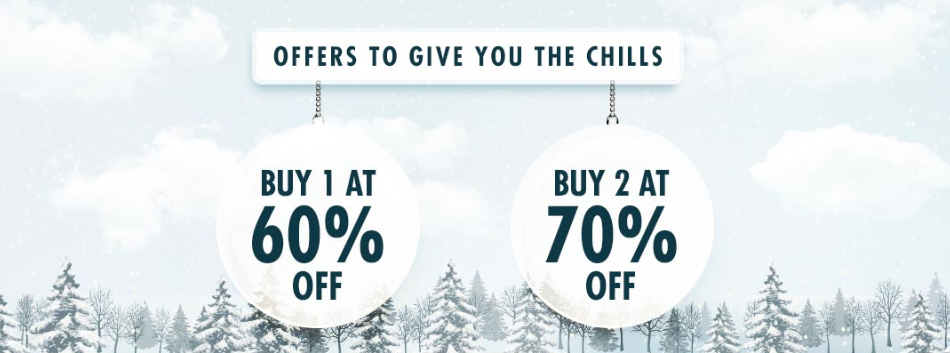 OFFERS TO GIVE YOU THE CHILLS
BUY 1 AT
60%
OFF
BUY 2 AT
70%
OFF